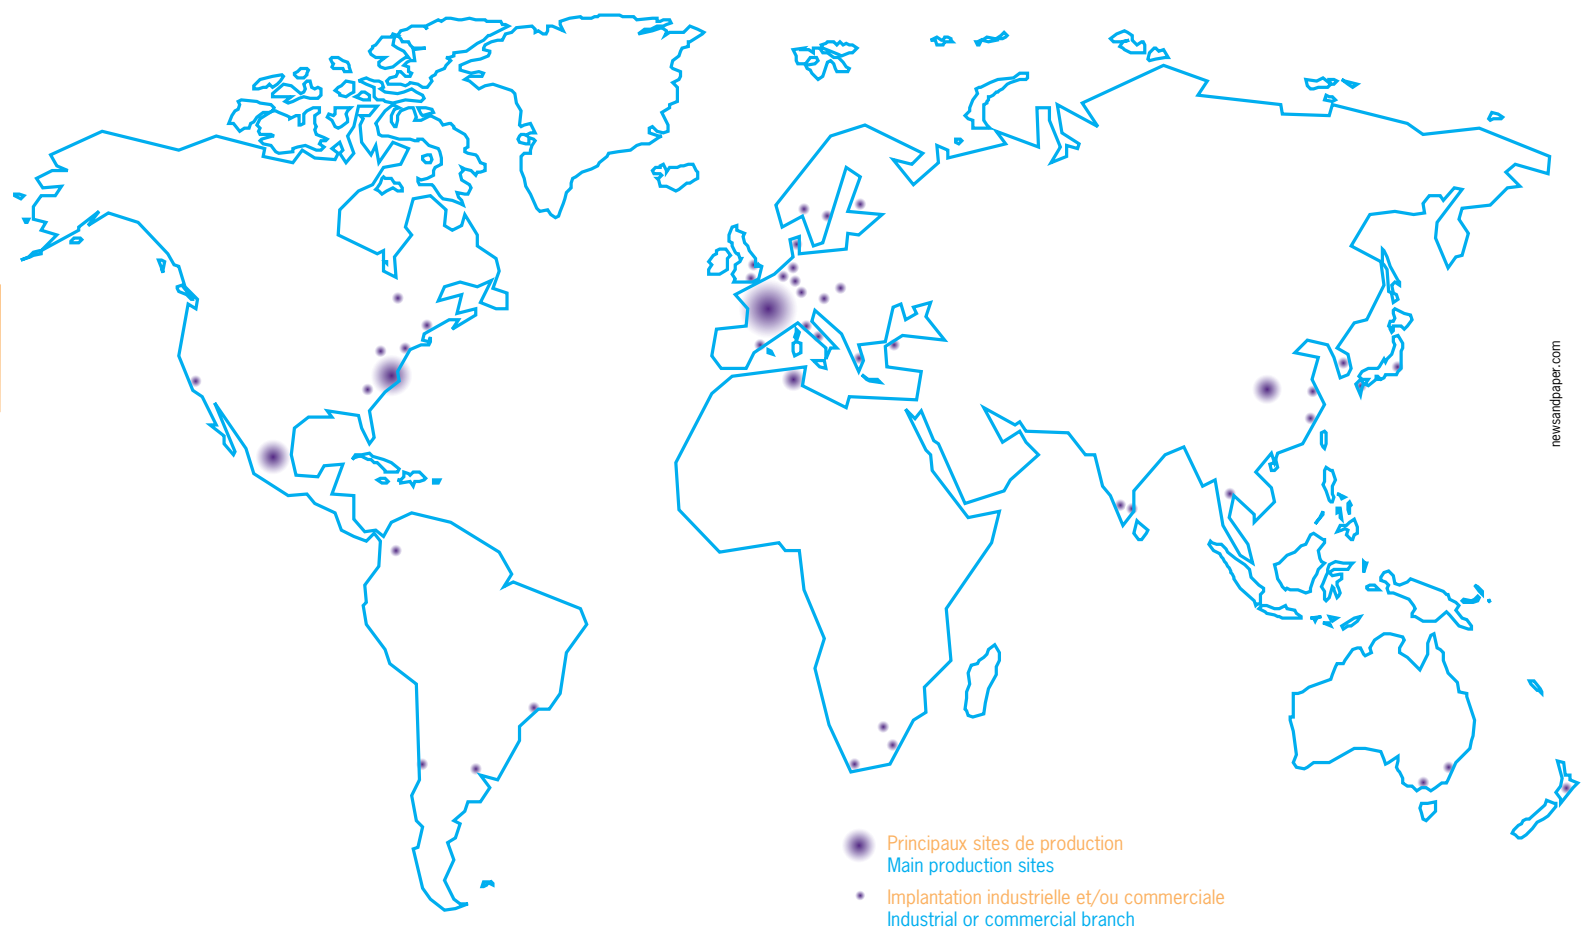 newsandpaper.com
Principaux sites de production
Main production sites
Implantation industrielle et/ou commerciale
Industrial or commercial branch